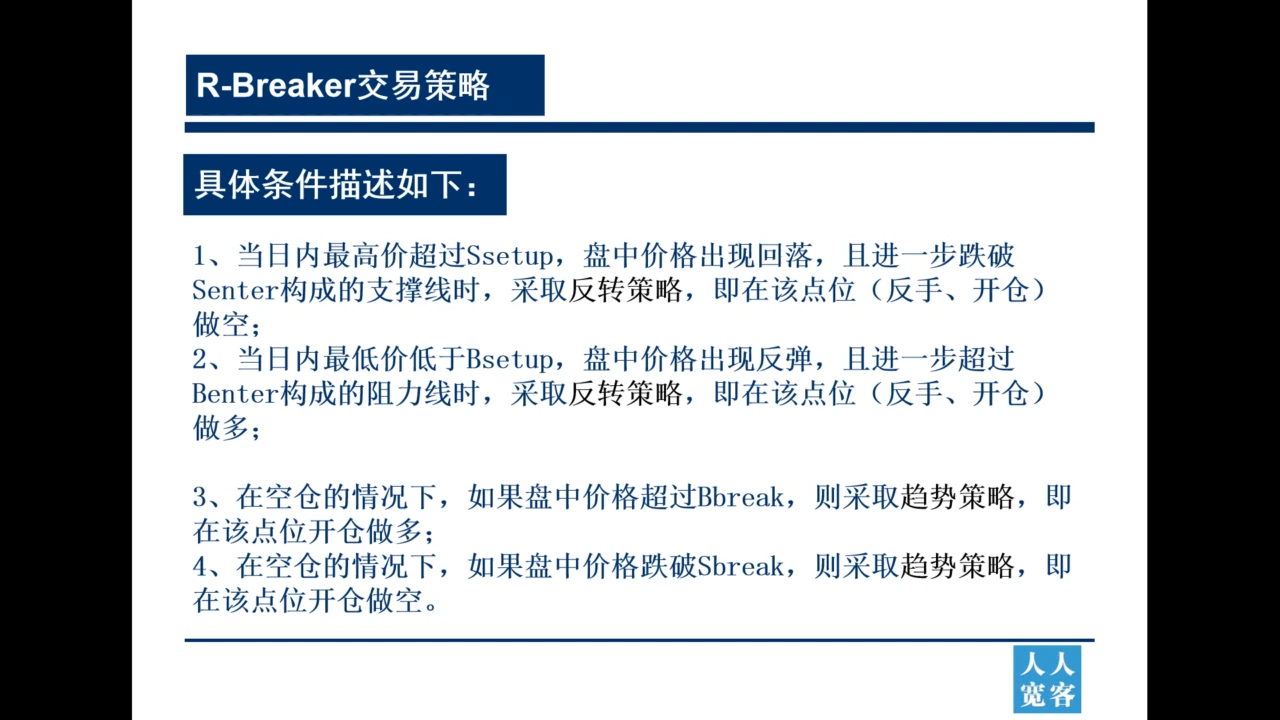 R-Breaker交易策略
具体条件描述如下：
1、当日内最高价超过Ssetup，盘中价格出现回落，且进一步跌破
Senter构成的支撑线时，采取反转策略，即在该点位（反手、开仓）
做空；
2、当日内最低价低于Bsetup，盘中价格出现反弹，且进一步超过
Benter构成的阻力线时，采取反转策略，即在该点位（反手、开仓）
做多；
3、在空仓的情况下，如果盘中价格超过Bbreak，则采取趋势策略，即
在该点位开仓做多；
4、在空仓的情况下，如果盘中价格跌破Sbreak，则采取趋势策略，即
在该点位开仓做空。
人人
宽客